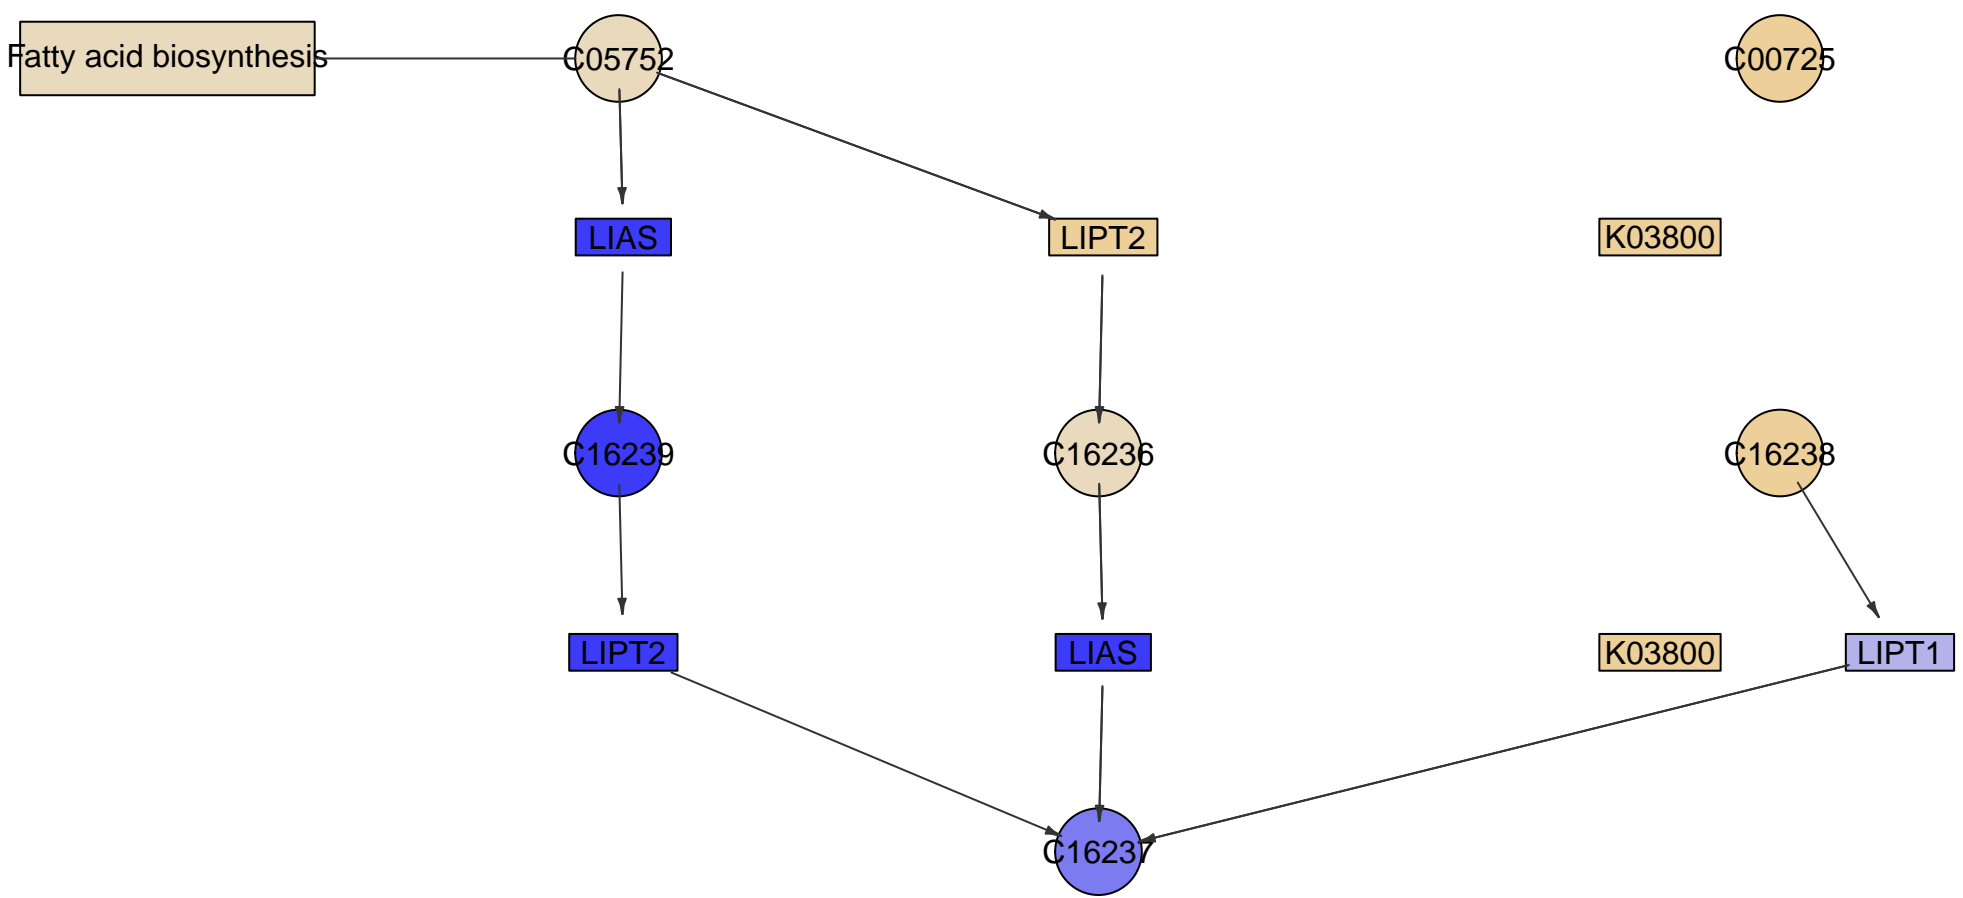 Fatty acid biosynthesis
C05752
C00725
LIAS
LIPT2
K03800
C16239
C16236
C16238
LIPT2
LIAS
K03800
LIPT1
C16237